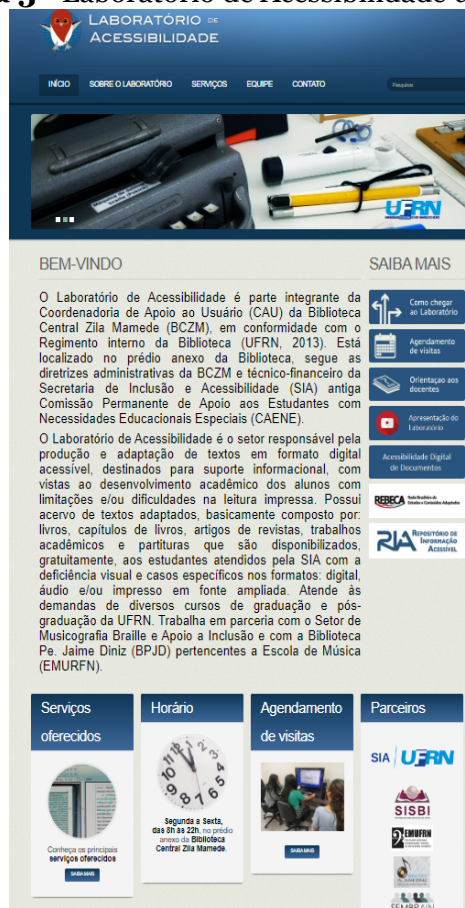 Laboratório de Acessibilidade
LABORATÓRIO DE
ACESSIBILIDADE
INÍCIO SOBRE O LABORATÓRIO SERVIÇOS EQUIPE CONTATO Pesquisar
UFRN
BEM-VINDO
O Laboratório de Acessibilidade é parte integrante da
Coordenadoria de Apoio ao Usuário (CAU) da Biblioteca
Central Zila Mamede (BCZM), em conformidade com o
Regimento interno da Biblioteca (UFRN, 2013). Está
localizado no prédio anexo da Biblioteca, segue as
diretrizes administrativas da BCZM e técnico-financeiro da
Secretaria de Inclusão e Acessibilidade (SIA) antiga
Comissão Permanente de Apoio aos Estudantes com
Necessidades Educacionais Especiais (CAENE).
O Laboratório de Acessibilidade é o setor responsável pela
produção e adaptação de textos em formato digital
acessível, destinados para suporte informacional, com
vistas ao desenvolvimento acadêmico dos alunos com
limitações e/ou dificuldades na leitura impressa. Possui
acervo de textos adaptados, basicamente composto por:
livros, capítulos de livros, artigos de revistas, trabalhos
acadêmicos e partituras que são disponibilizados,
gratuitamente, aos estudantes atendidos pela SIA com a
deficiência visual e casos específicos nos formatos: digital,
áudio e/ou impresso em fonte ampliada. Atende às
demandas de diversos cursos de graduação e pós-
graduação da UFRN. Trabalha em parceria com o Setor de
Musicografia Braille e Apoio a Inclusão e com a Biblioteca
Pe. Jaime Diniz (BPJD) pertencentes a Escola de Música
(EMURFN).
SAIBA MAIS
Como chegar
ao Laboratório
Agendamento
de visitas
Orientaçao aos
docentes
Apresentação do
Laboratório
Acessibilidade Digital
de Documentos
REBECA Rede Brasileira de
Estudos e Conteúdos Adaptados
RIA REPOSITÓRIO DE
INFORMAÇÃO
ACESSÍVEL
Serviços
oferecidos
Conheça os principais
serviços oferecidos
SAIBA MAIS
Horário
Segunda a Sexta,
das 8h às 22h, no prédio
anexo da Biblioteca
Central Zila Mamede.
Agendamento
de visitas
SAIBA MAIS
Parceiros
SIA UFRN
SISBI
EMUFRN
SEMBRAIN